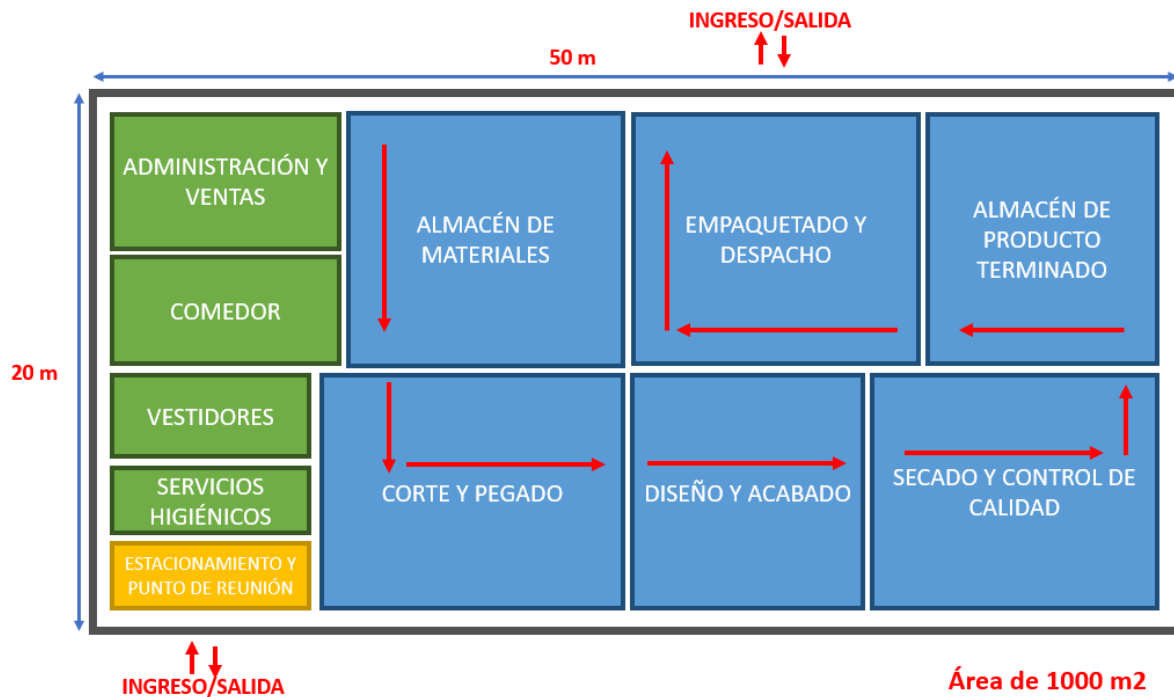 INGRESO/SALIDA
50 m
20 m
ADMINISTRACIÓN Y
VENTAS
COMEDOR
VESTIDORES
SERVICIOS
HIGIÉNICOS
ESTACIONAMIENTO Y
PUNTO DE REUNIÓN
ALMACÉN DE
MATERIALES
EMPAQUETADO Y
DESPACHO
ALMACÉN DE
PRODUCTO
TERMINADO
CORTE Y PEGADO
DISEÑO Y ACABADO
SECADO Y CONTROL DE
CALIDAD
INGRESO/SALIDA
Área de 1000 m2